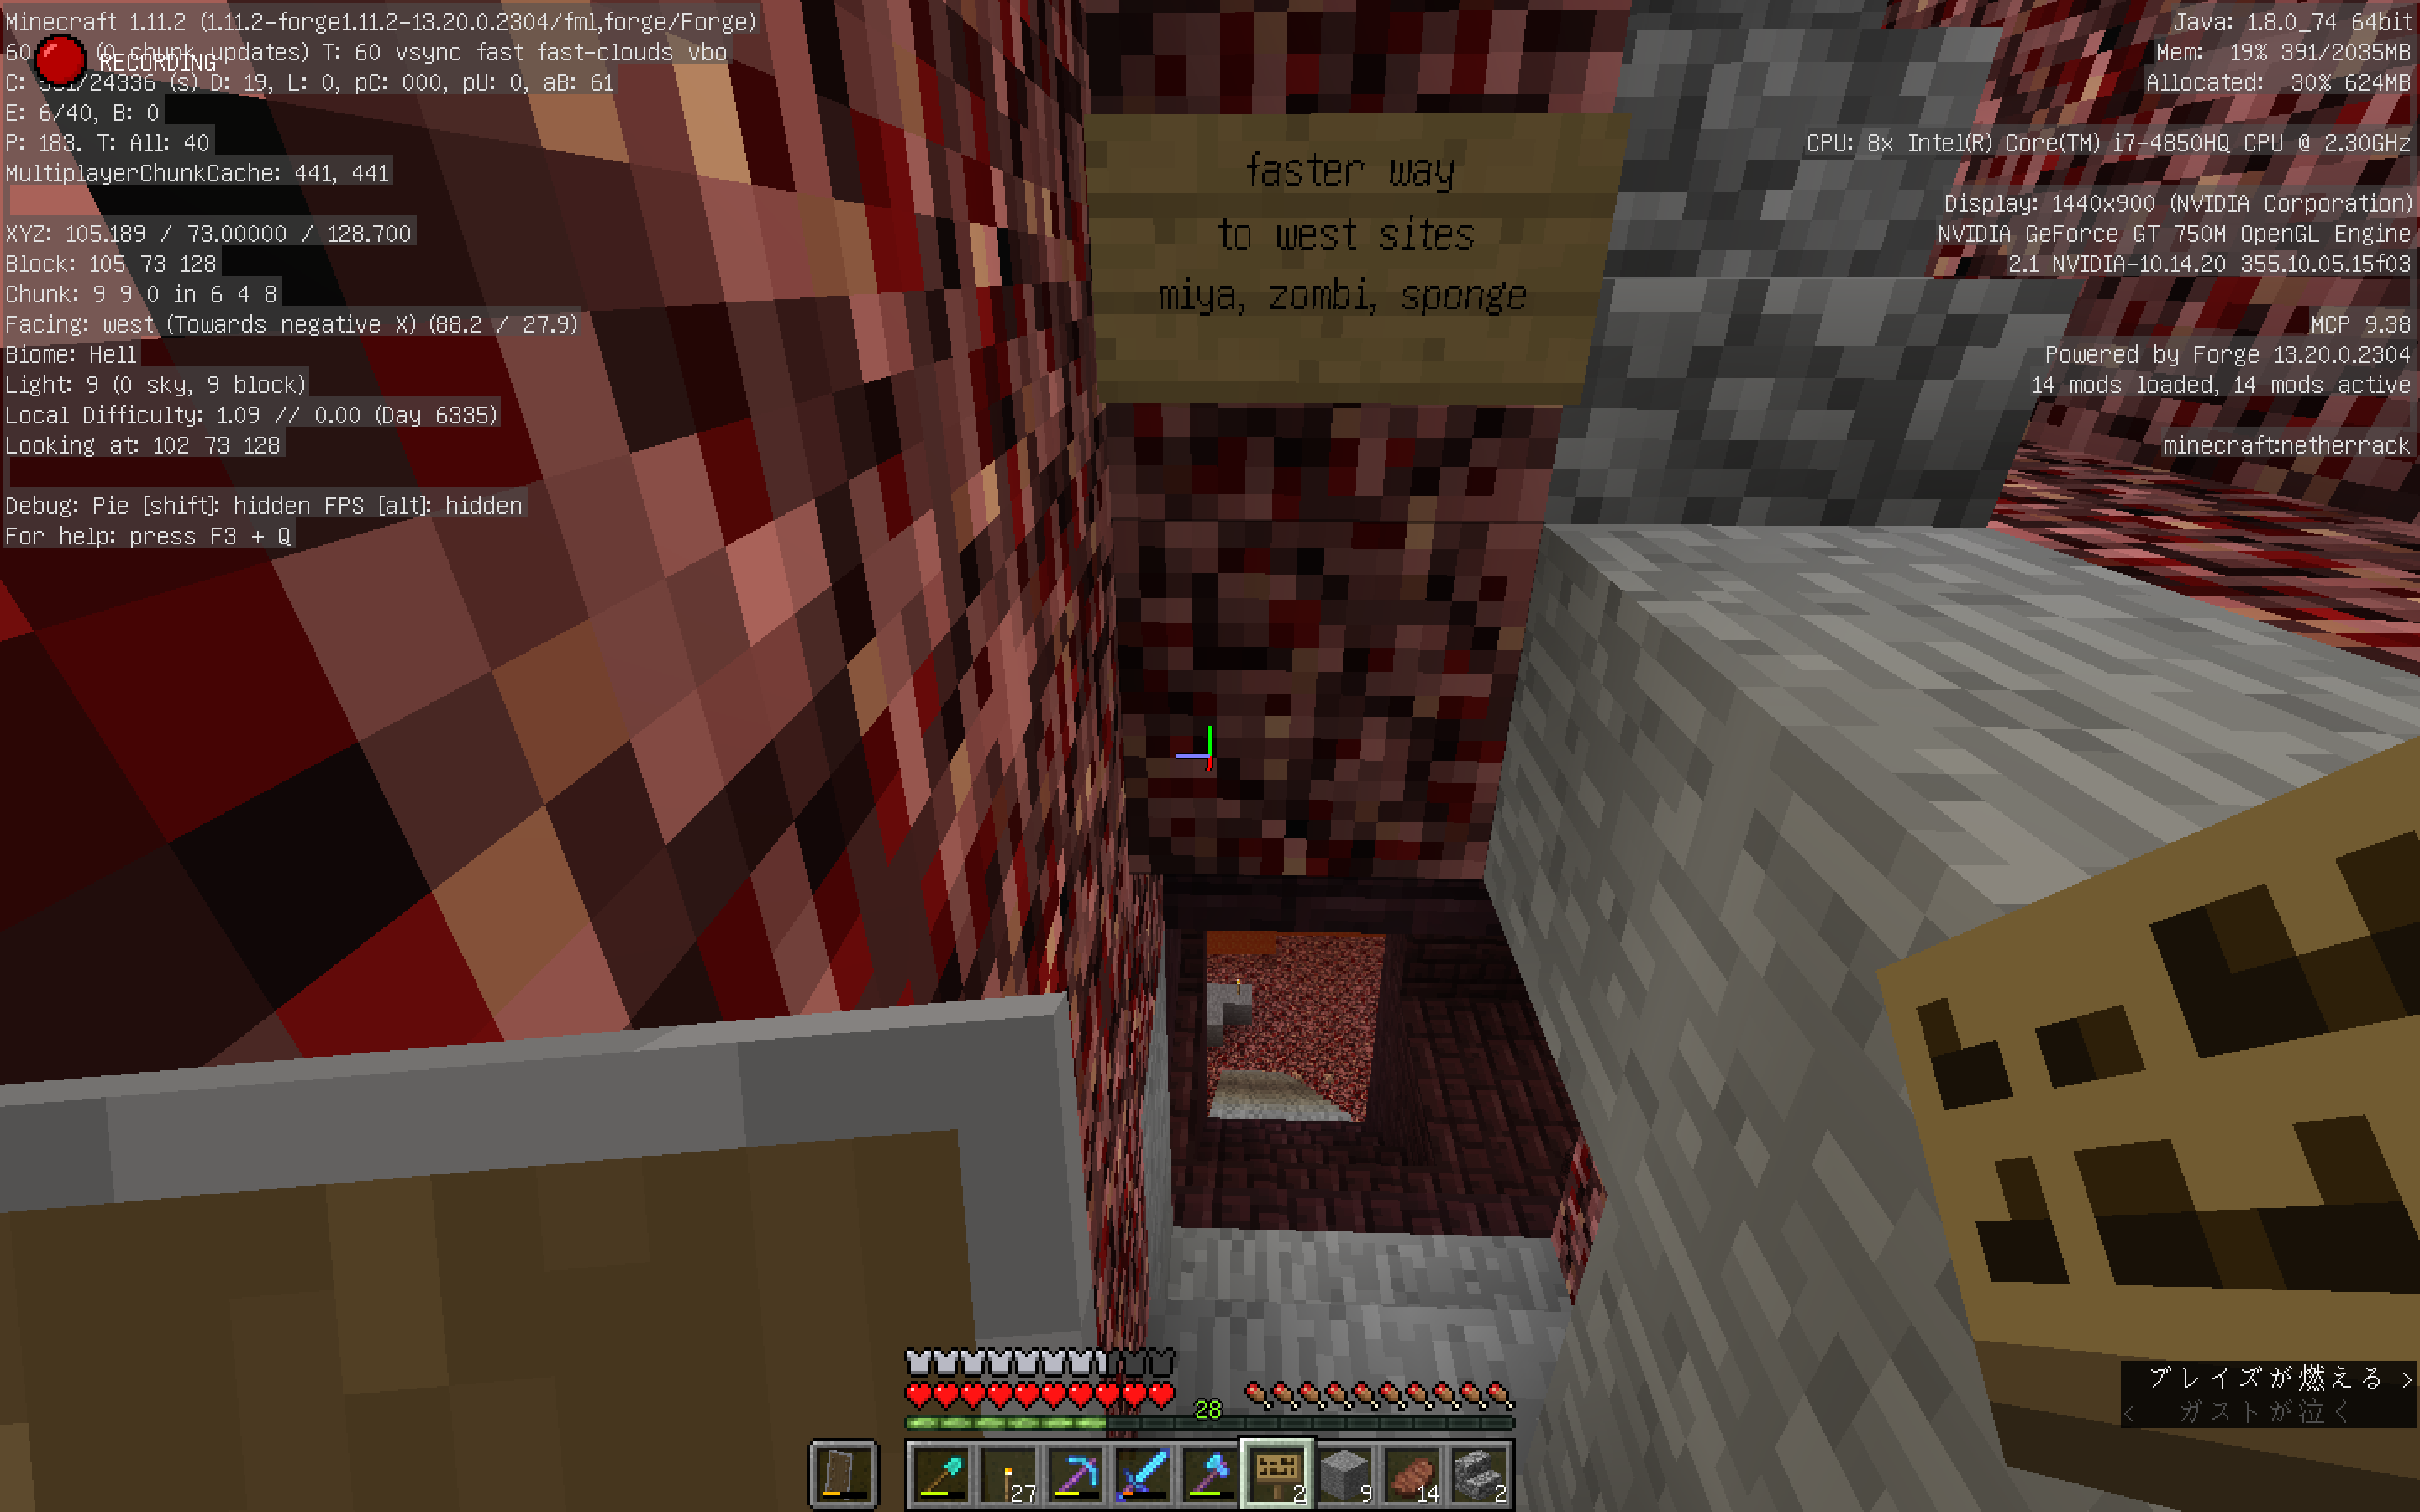 Minecraft 1.11.2 (1.11.2-forge1.11.2-13.20.0.2304/fml,forge/Forge)
60 (0 chunk updates) T: 60 vsync fast fast-clouds vbo
RECORDING
C: /24336 (s) D: 19, L: 0, pC: 000, pU: 0, aB: 61
E: 6/40, B: 0
P: 183. T: All: 40
MultiplayerChunkCache: 441, 441
XYZ: 105.189 / 73.00000 / 128.700
Block: 105 73 128
Chunk: 9 9 0 in 6 4 8
Facing: west (Towards negative X) (88.2 / 27.9)
Biome: Hell
Light: 9 (0 sky, 9 block)
Local Difficulty: 1.09 // 0.00 (Day 6335)
Looking at: 102 73 128
Debug: Pie [shift]: hidden FPS [alt]: hidden
For help: press F3 + Q
Java: 1.8.0_74 64bit
Mem: 19% 391/2035MB
Allocated: 30% 624MB
CPU: 8x Intel(R) Core(TM) i7-4850HQ CPU @ 2.30GHz
Display: 1440x900 (NVIDIA Corporation)
NVIDIA GeForce GT 750M OpenGL Engine
2.1 NVIDIA-10.14.20 355.10.05.15f03
MCP 9.38
Powered by Forge 13.20.0.2304
14 mods loaded, 14 mods active
minecraft:netherrack
faster way
to west sites
miya, zombi, sponge
ブレイズが燃える >
< ガストが泣く
28
27
2
9
14
2